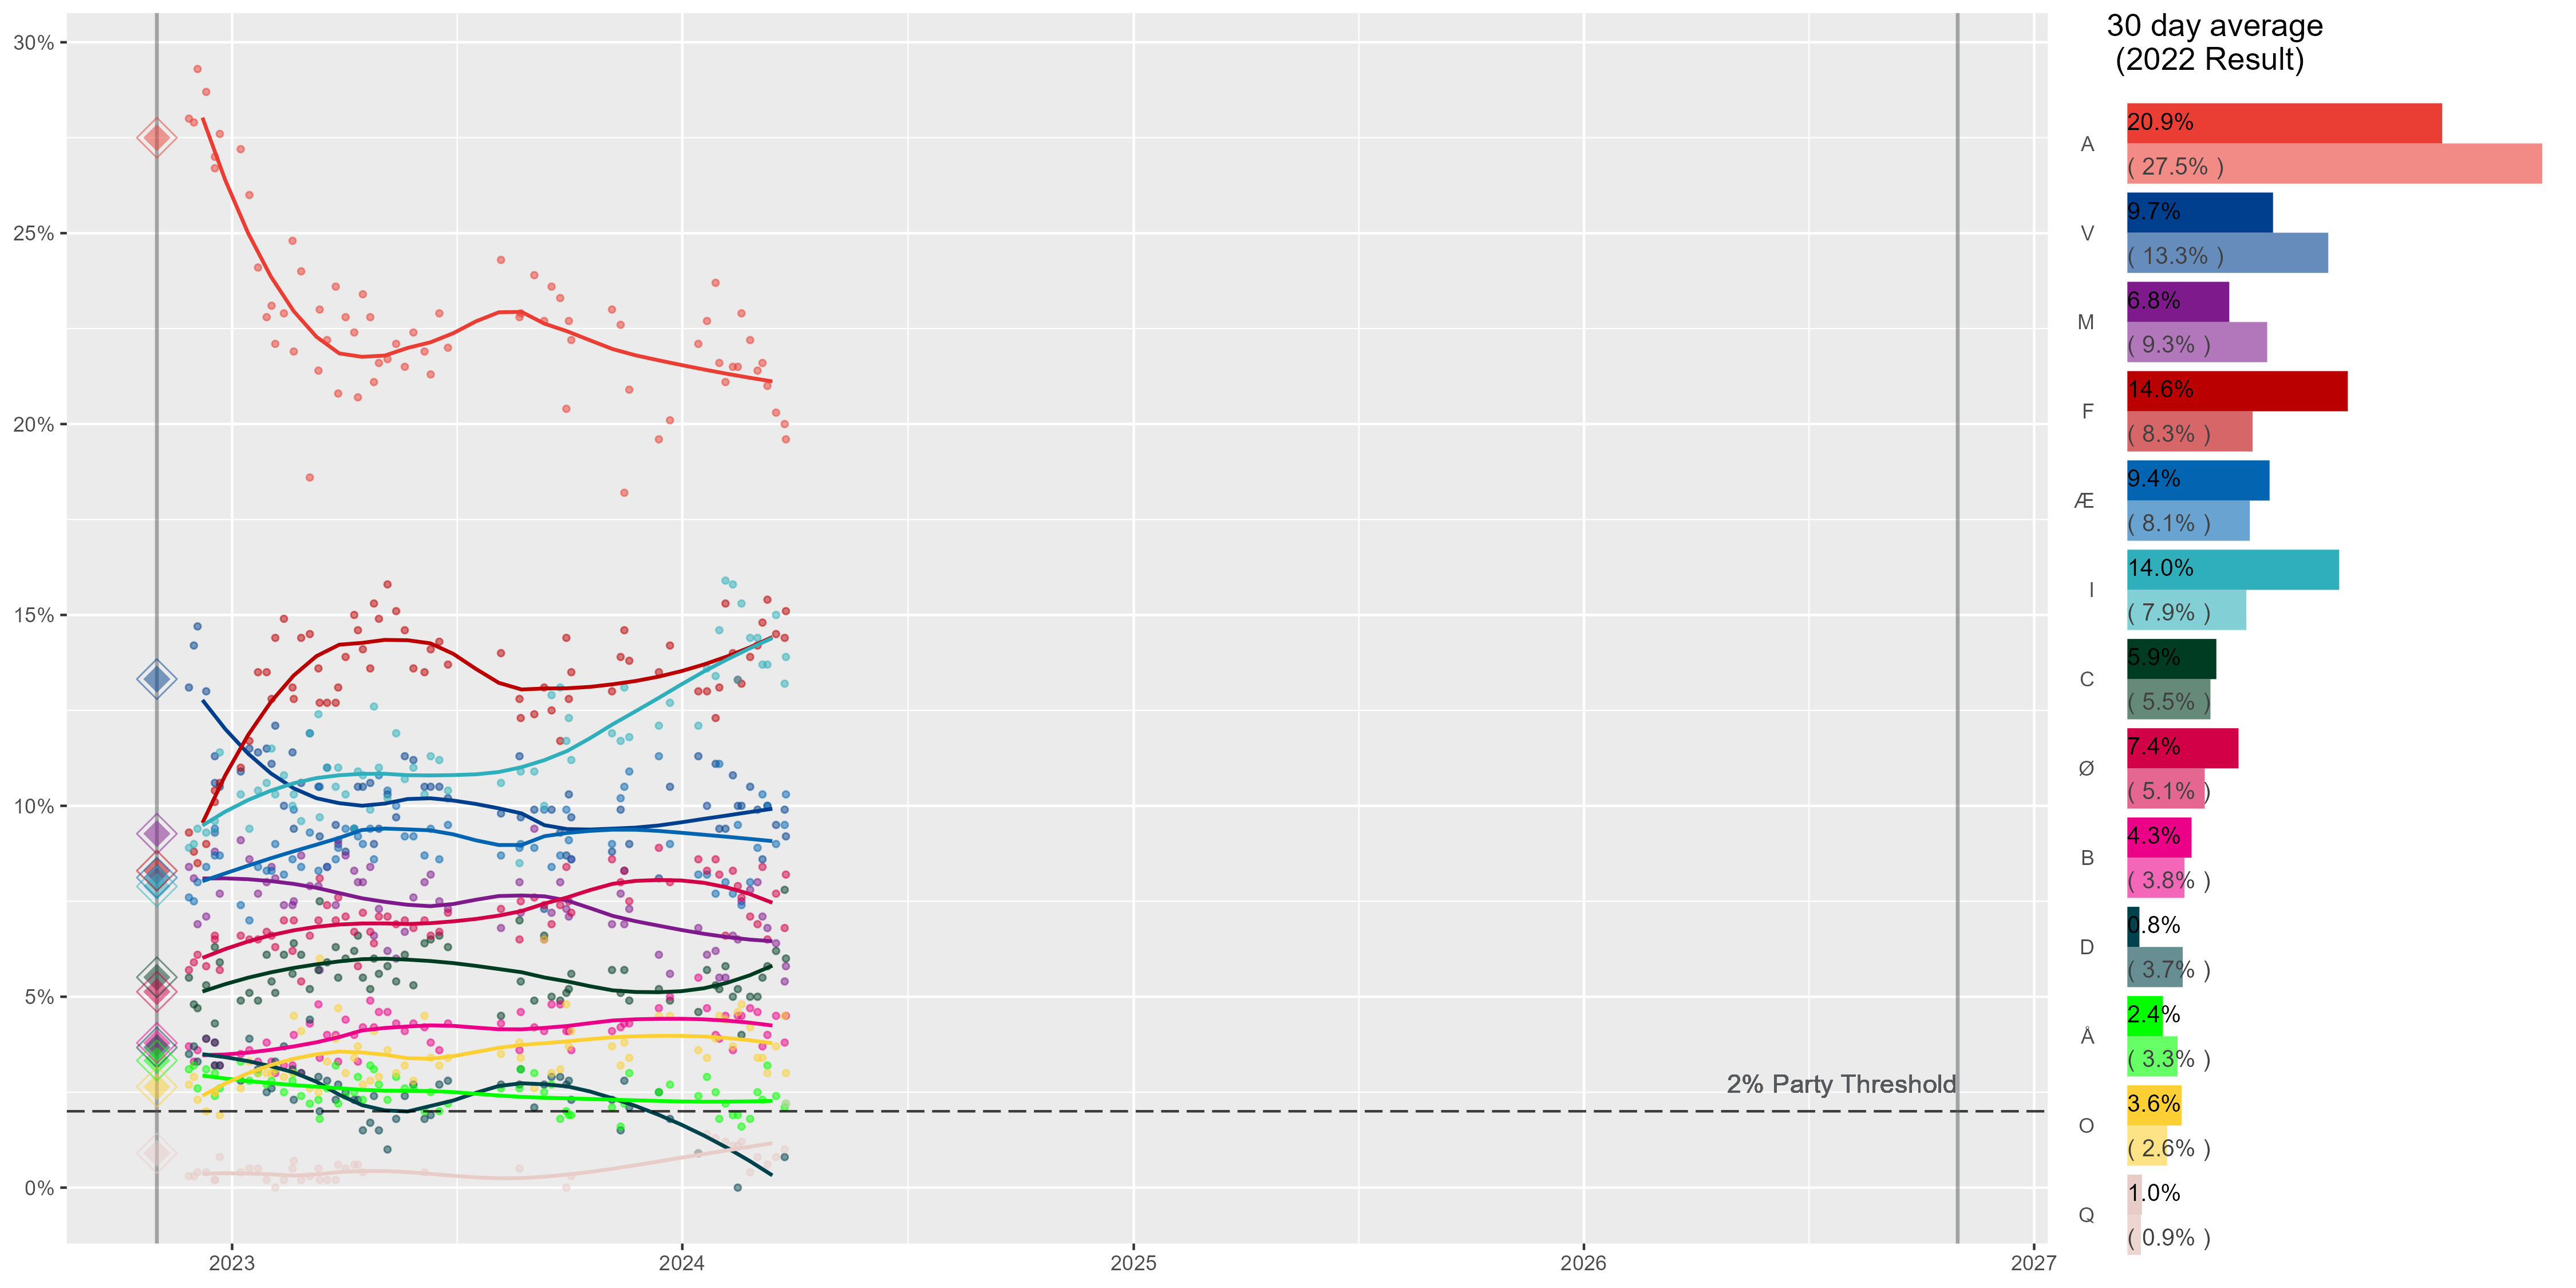 30%
25%
20%
15%
10%
5%
0%
2023
2024
2025
2026
2027
2% Party Threshold
30 day average
(2022 Result)
A
20.9%
( 27.5% )
V
9.7%
( 13.3% )
M
6.8%
( 9.3% )
F
14.6%
( 8.3% )
Æ
9.4%
( 8.1% )
I
14.0%
( 7.9% )
C
5.9%
( 5.5% )
Ø
7.4%
( 5.1% )
B
4.3%
( 3.8% )
D
0.8%
( 3.7% )
Å
2.4%
( 3.3% )
O
3.6%
( 2.6% )
Q
1.0%
( 0.9% )